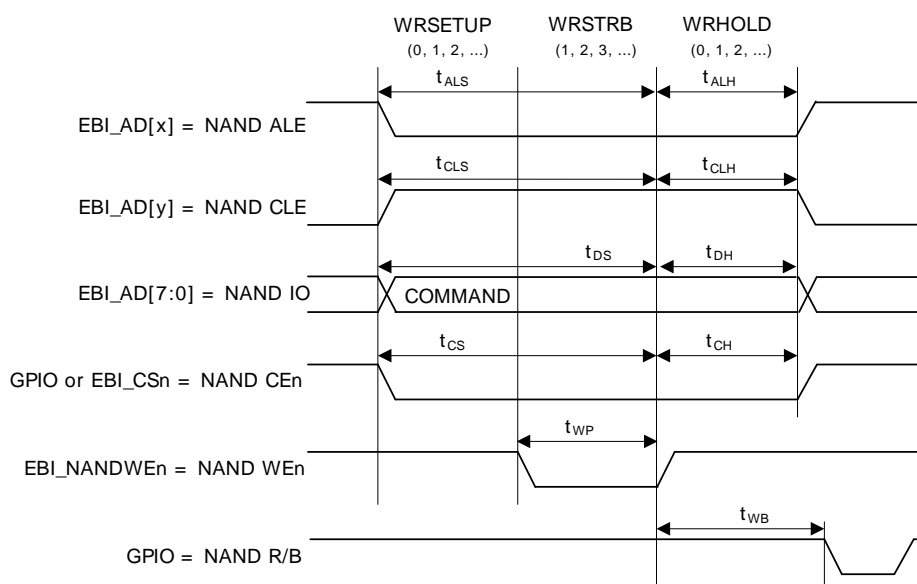 WRSETUP WRSTRB WRHOLD
(0, 1, 2, ...) (1, 2, 3, ...) (0, 1, 2, ...)
tALS tALH
EBI_AD[x] = NAND ALE
tCLS tCLH
EBI_AD[y] = NAND CLE
tDS tDH
EBI_AD[7:0] = NAND IO COMMAND
tCS tCH
GPIO or EBI_CSn = NAND CEn
tWP
EBI_NANDWEn = NAND WEn
tWB
GPIO = NAND R/B